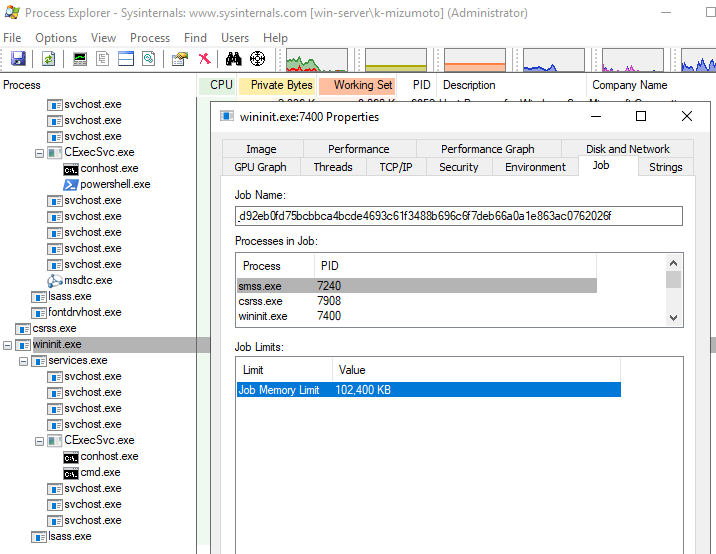 Process Explorer - Sysinternals: www.sysinternals.com [win-server\k-mizumoto] (Administrator)
File Options View Process Find Users Help
Process CPU Private Bytes Working Set PID Description Company Name
svchost.exe
svchost.exe
svchost.exe
CExecSvc.exe
conhost.exe
powershell.exe
svchost.exe
svchost.exe
svchost.exe
svchost.exe
svchost.exe
msdtc.exe
lsass.exe
fontdrvhost.exe
csrss.exe
wininit.exe
services.exe
svchost.exe
svchost.exe
svchost.exe
svchost.exe
CExecSvc.exe
conhost.exe
cmd.exe
svchost.exe
svchost.exe
svchost.exe
lsass.exe
wininit.exe:7400 Properties
Image Performance Performance Graph Disk and Network
GPU Graph Threads TCP/IP Security Environment Job Strings
Job Name:
_d92eb0fd75bcbbca4bcde4693c61f3488b696c6f7deb66a0a1e863ac0762026f
Processes in Job:
Process PID
smss.exe 7240
csrss.exe 7908
wininit.exe 7400
Job Limits:
Limit Value
Job Memory Limit 102,400 KB